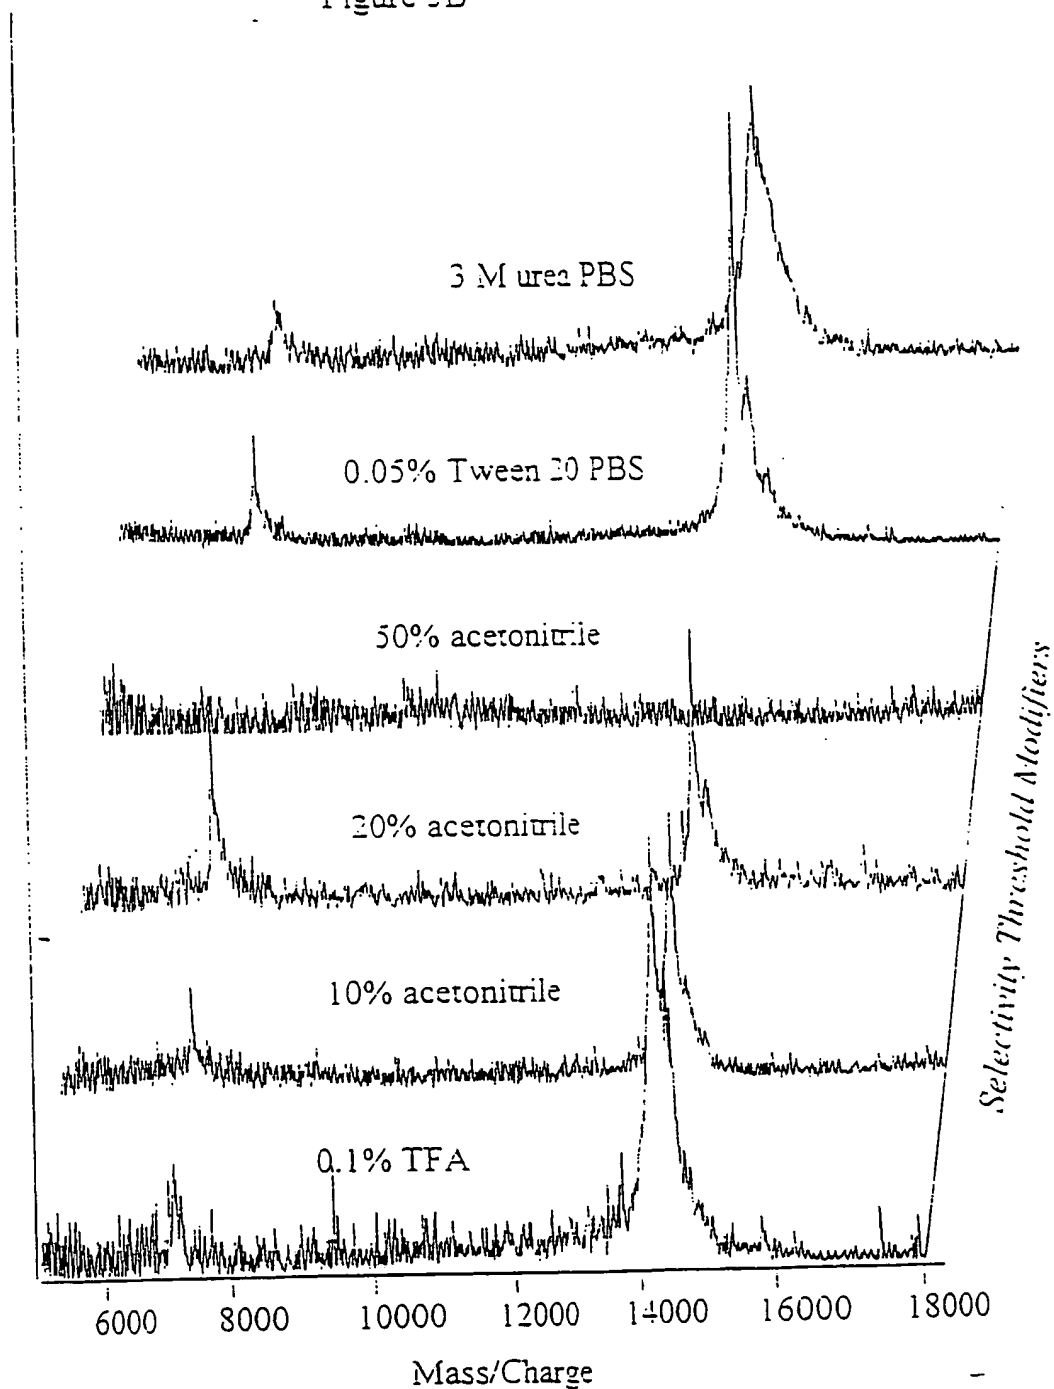 3 M urea PBS
0.05% Tween 20 PBS
50% acetonitrile
20% acetonitrile
10% acetonitrile
0.1% TFA
Selectivity Threshold Modifiers
6000 8000 10000 12000 14000 16000 18000
Mass/Charge